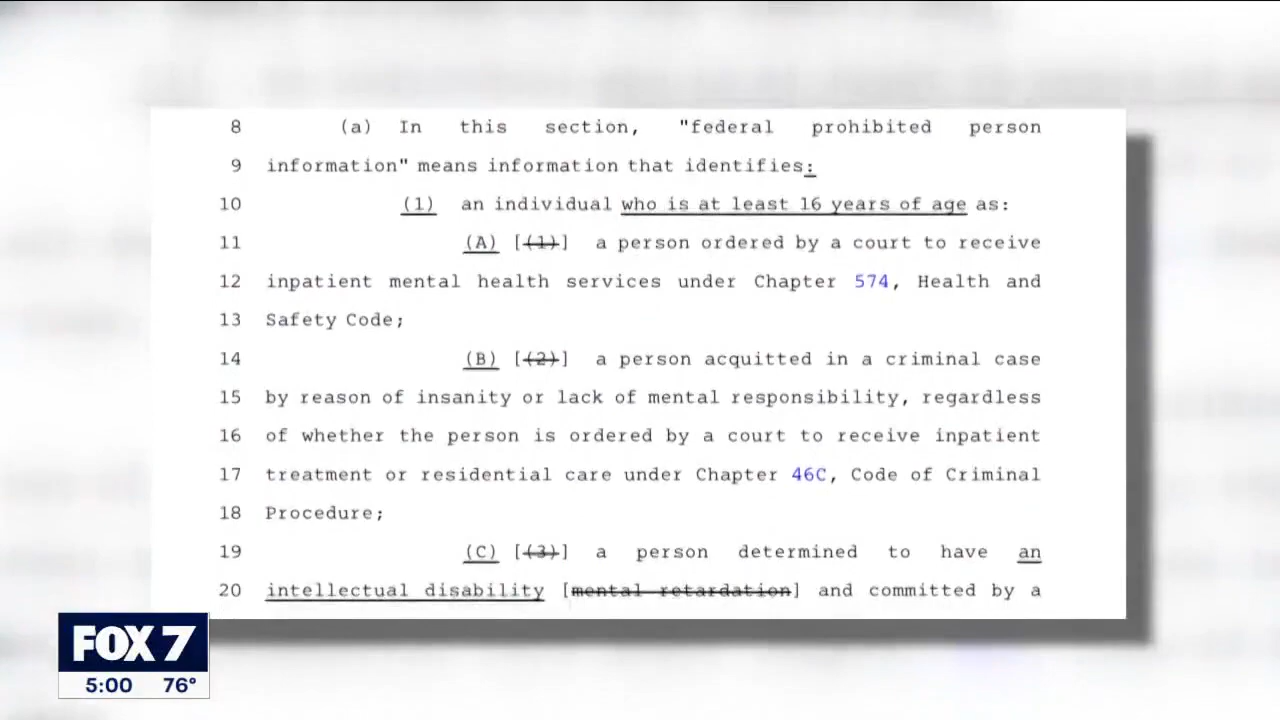 8 (a) In this section, "federal prohibited person
9 information" means information that identifies:
10 (1) an individual who is at least 16 years of age as:
11 (A) [(1)] a person ordered by a court to receive
12 inpatient mental health services under Chapter 574, Health and
13 Safety Code;
14 (B) [(2)] a person acquitted in a criminal case
15 by reason of insanity or lack of mental responsibility, regardless
16 of whether the person is ordered by a court to receive inpatient
17 treatment or residential care under Chapter 46C, Code of Criminal
18 Procedure;
19 (C) [(3)] a person determined to have an
20 intellectual disability [mental retardation] and committed by a
FOX 7
5:00 76°